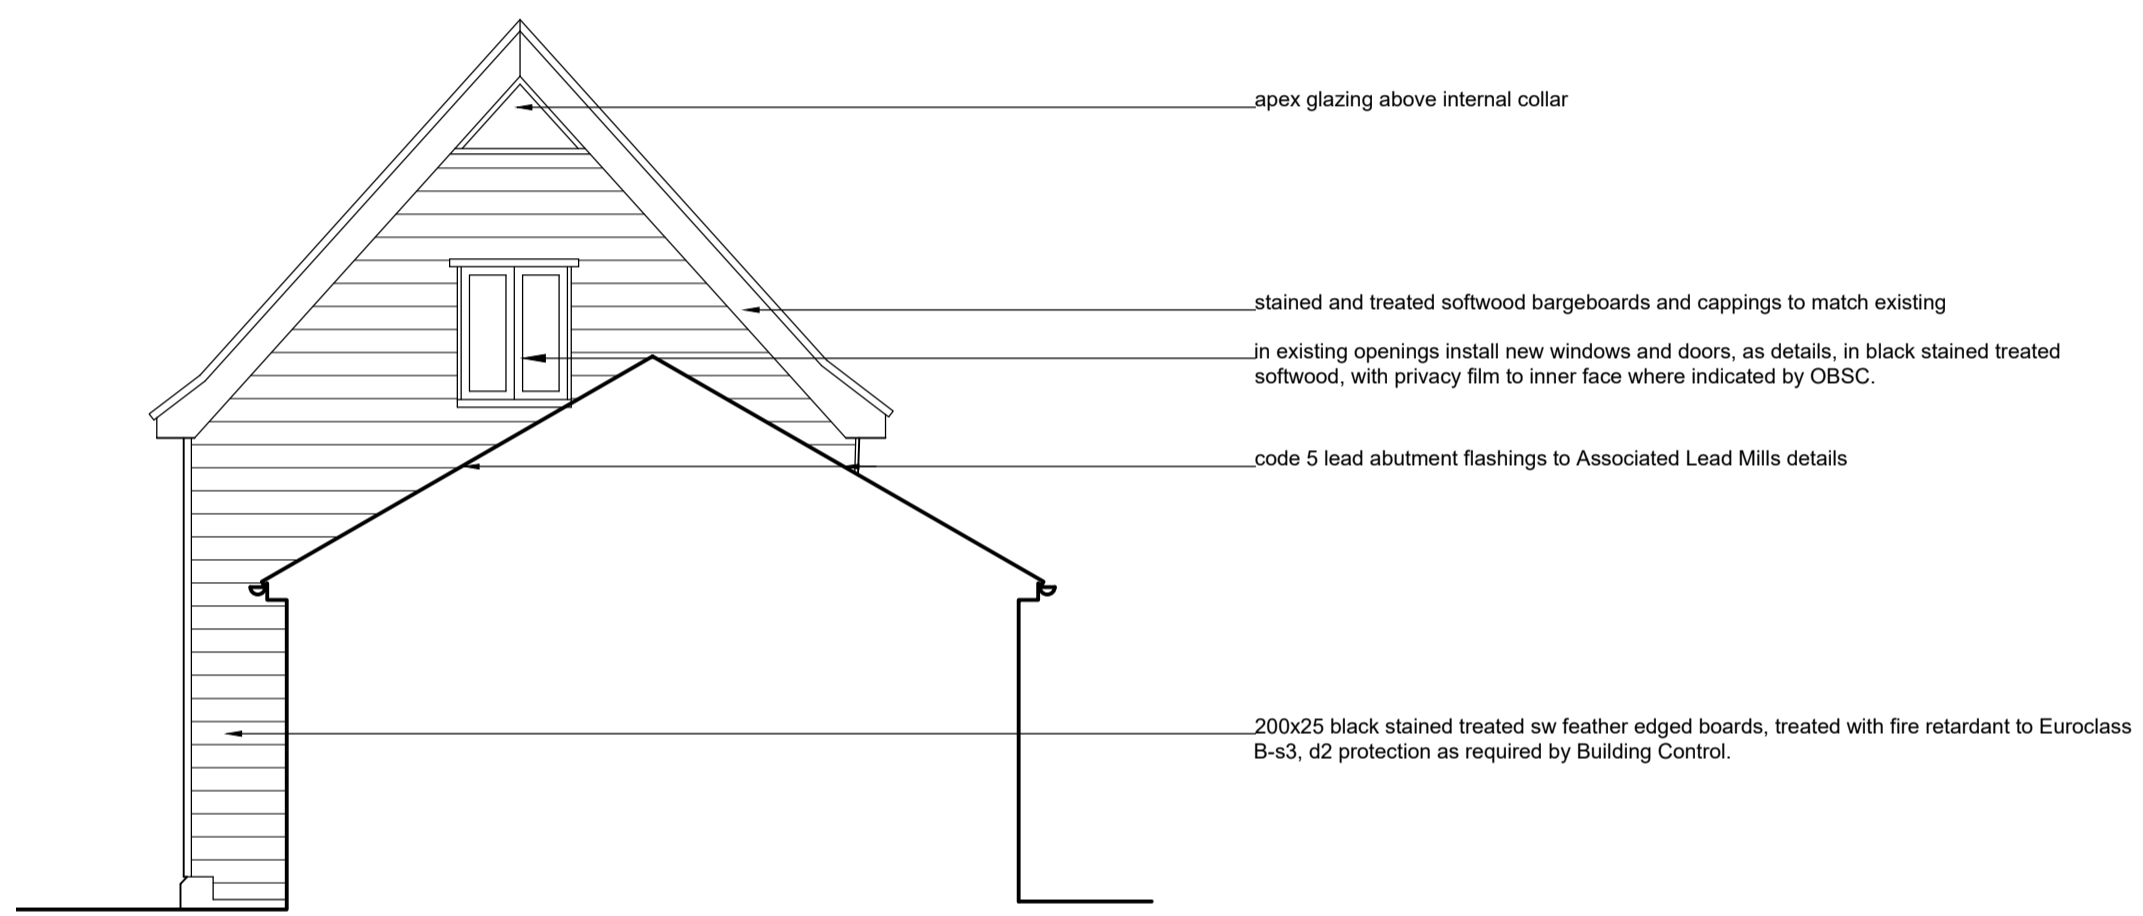 apex glazing above internal collar
stained and treated softwood bargeboards and cappings to match existing
in existing openings install new windows and doors, as details, in black stained treated
softwood, with privacy film to inner face where indicated by OBSC.
code 5 lead abutment flashings to Associated Lead Mills details
200x25 black stained treated sw feather edged boards, treated with fire retardant to Euroclass
B-s3, d2 protection as required by Building Control.